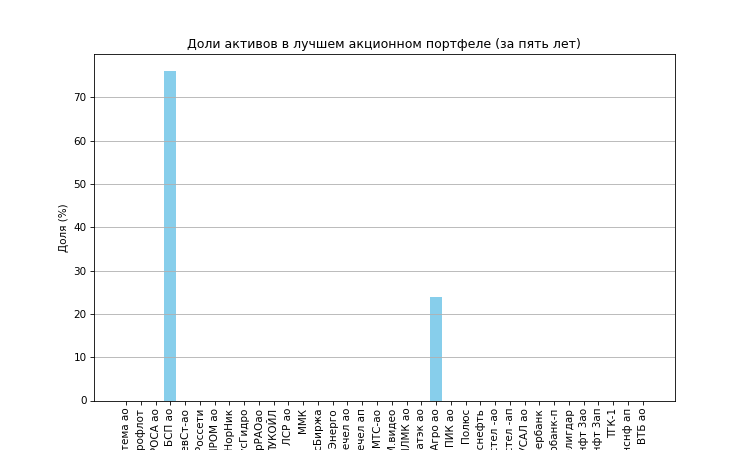 Доли активов в лучшем акционном портфеле (за пять лет)
Доля (%)
70
60
50
40
30
20
10
0
тема ао
рофлот
РОСА ао
БСП ао
евСт-ао
Россети
ПРОМ ао
НорНик
сГидро
рРАОао
ЛУКОЙЛ
ЛСР ао
ММК
сБиржа
Энерго
ечел ао
ечел ап
МТС-ао
М.видео
НЛМК ао
атэк ао
Агро ао
ПИК ао
Полюс
снефть
стел -ао
стел -ап
УСАЛ ао
ербанк
рбанк-п
лигдар
нфт 3ао
нфт 3ап
ТГК-1
нснф ап
ВТБ ао